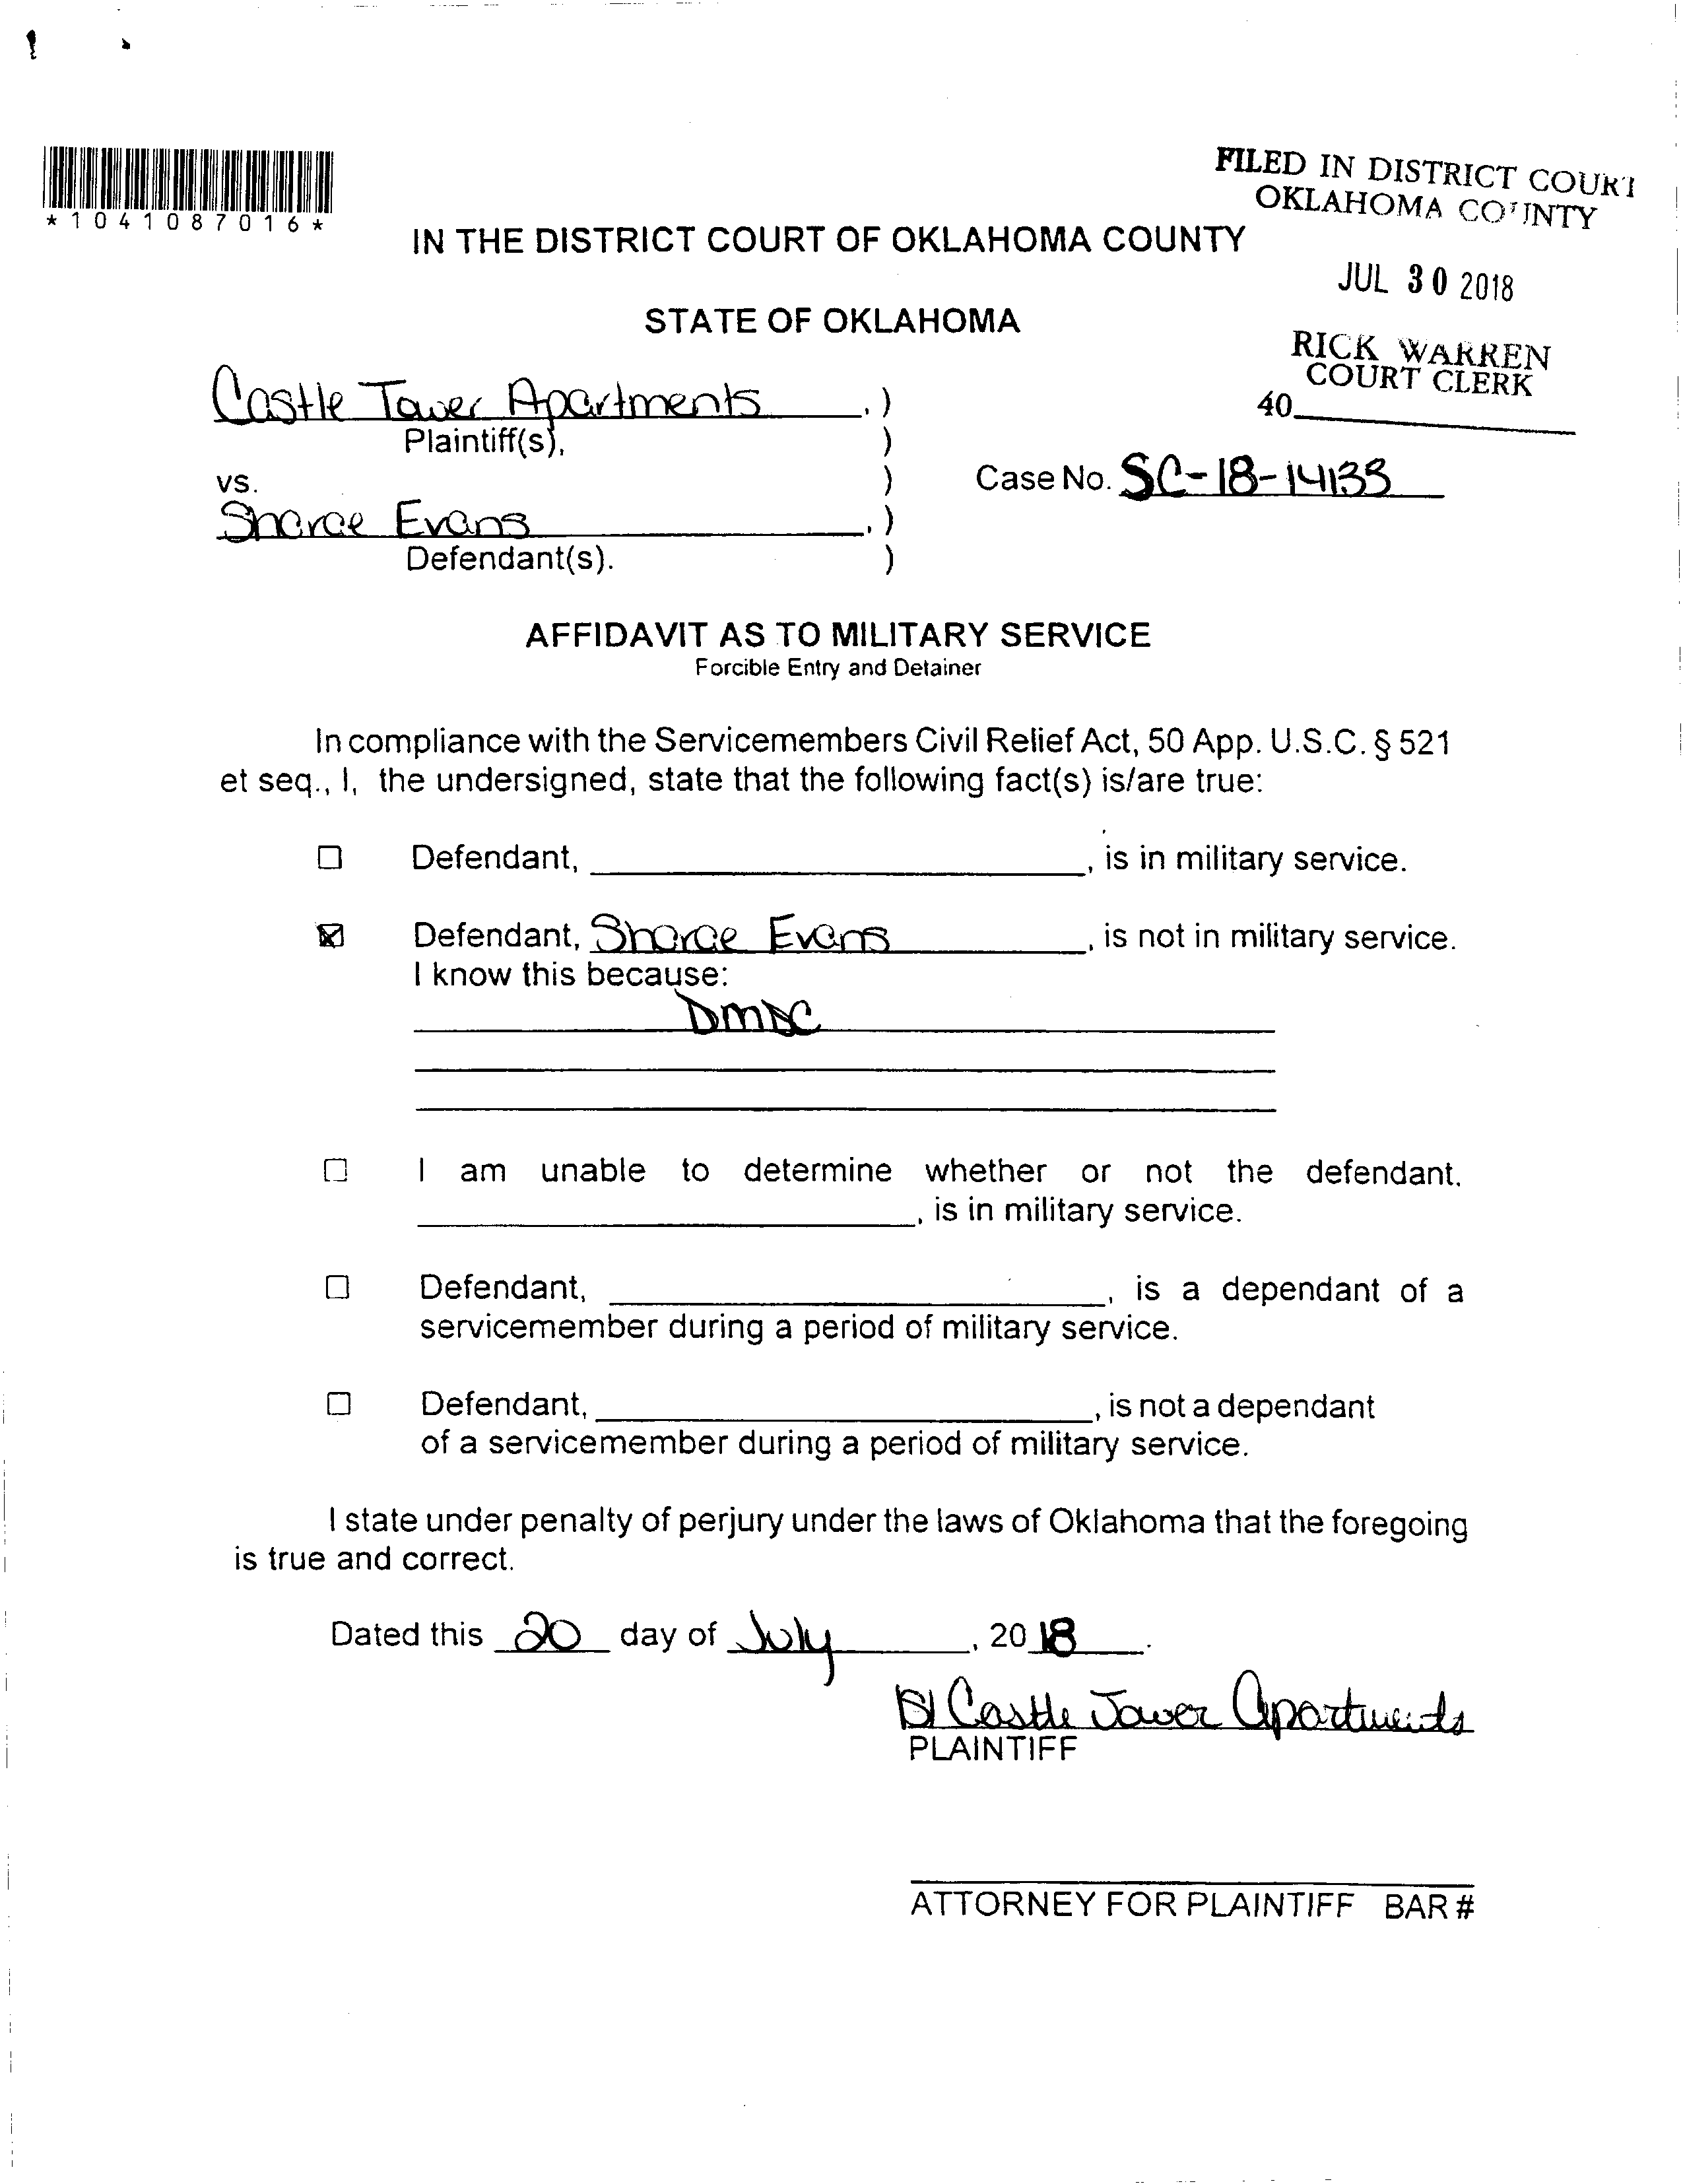 *1041087016*
FILED IN DISTRICT COURT
OKLAHOMA COUNTY
IN THE DISTRICT COURT OF OKLAHOMA COUNTY
JUL 30 2018
STATE OF OKLAHOMA
RICK WARREN
COURT CLERK
40
Castle Tower Apartments , )
Plaintiff(s), )
vs. ) Case No. SC-18-14133
Sharae Evans , )
Defendant(s). )
AFFIDAVIT AS TO MILITARY SERVICE
Forcible Entry and Detainer
In compliance with the Servicemembers Civil Relief Act, 50 App. U.S.C. § 521
et seq., I, the undersigned, state that the following fact(s) is/are true:
☐ Defendant, , is in military service.
☒ Defendant, Sharae Evans , is not in military service.
I know this because:
DMDC
☐ I am unable to determine whether or not the defendant.
, is in military service.
☐ Defendant, , is a dependant of a
servicemember during a period of military service.
☐ Defendant, , is not a dependant
of a servicemember during a period of military service.
I state under penalty of perjury under the laws of Oklahoma that the foregoing
is true and correct.
Dated this 20 day of July , 2018 .
Castle Tower Apartments
PLAINTIFF
ATTORNEY FOR PLAINTIFF BAR #